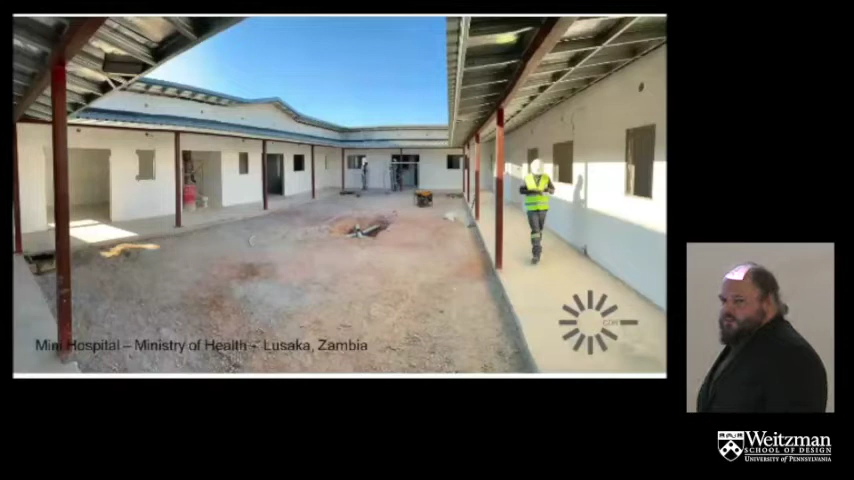 Mini Hospital – Ministry of Health – Lusaka, Zambia
Weitzman
SCHOOL OF DESIGN
UNIVERSITY OF PENNSYLVANIA